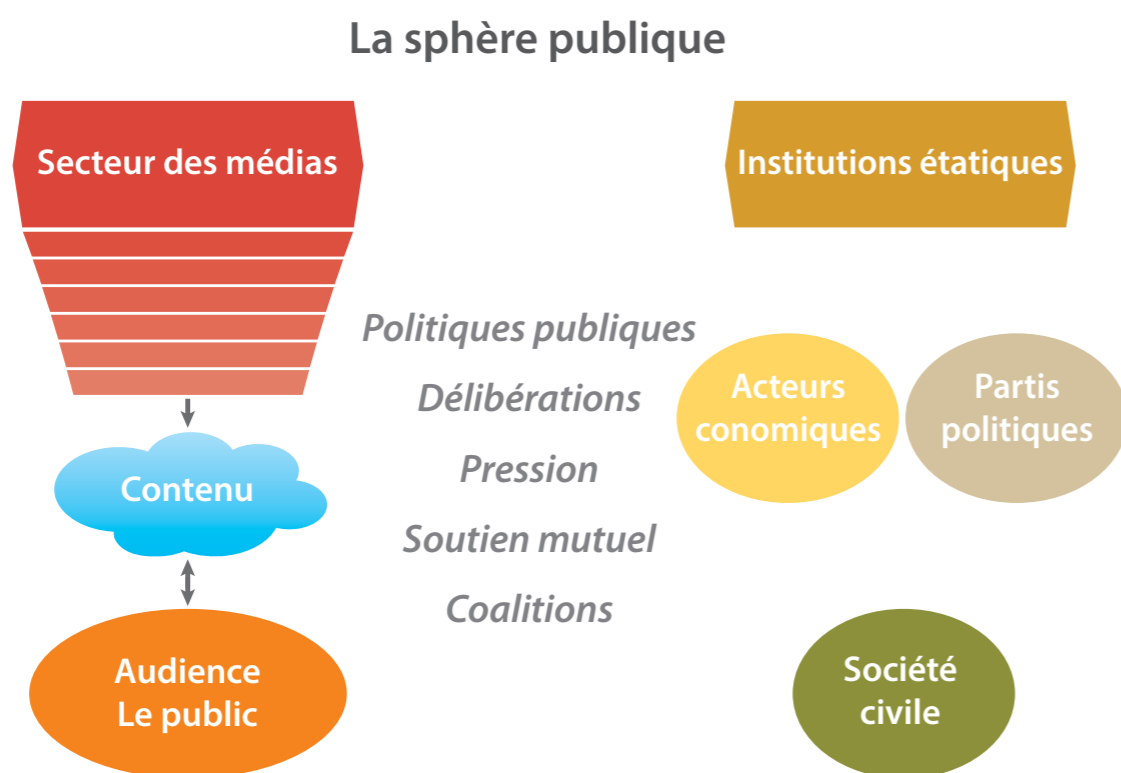 La sphère publique
Secteur des médias
Institutions étatiques
Politiques publiques
Délibérations
Pression
Soutien mutuel
Coalitions
Acteurs
conomiques
Partis
politiques
Contenu
Audience
Le public
Société
civile